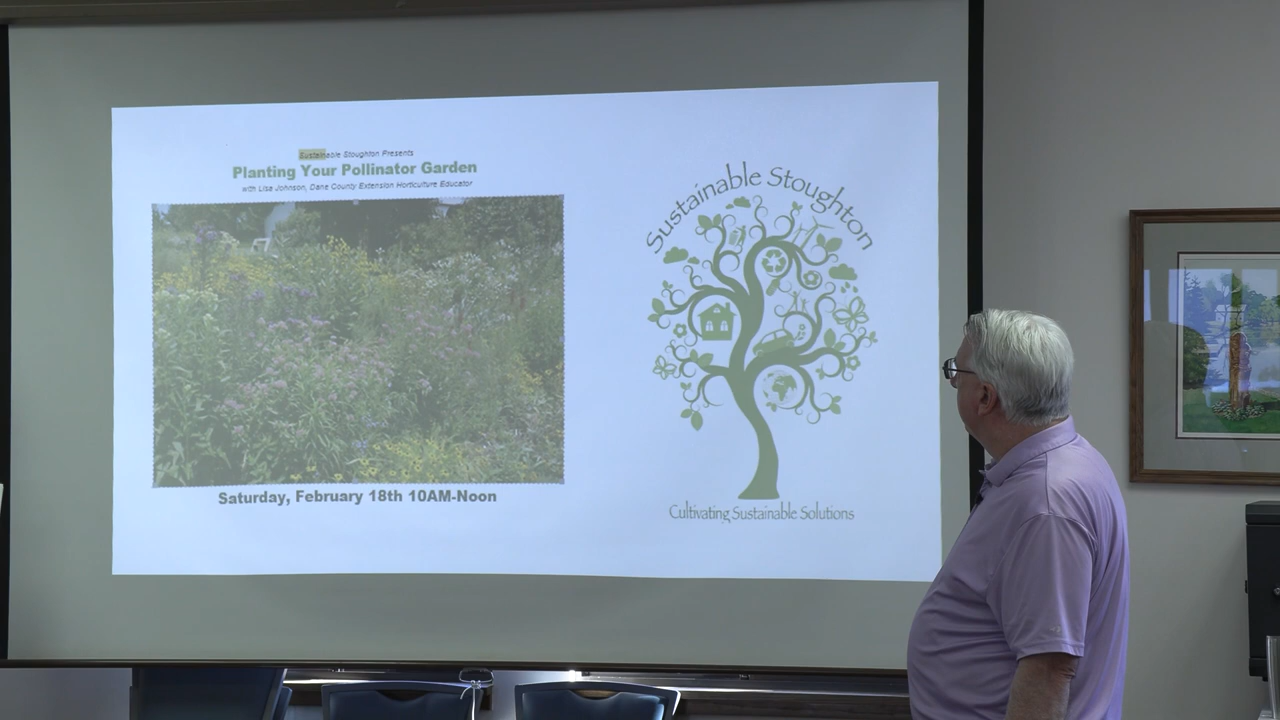 Sustainable Stoughton Presents
Planting Your Pollinator Garden
with Lisa Johnson, Dane County Extension Horticulture Educator
Saturday, February 18th 10AM-Noon
Sustainable Stoughton
Cultivating Sustainable Solutions